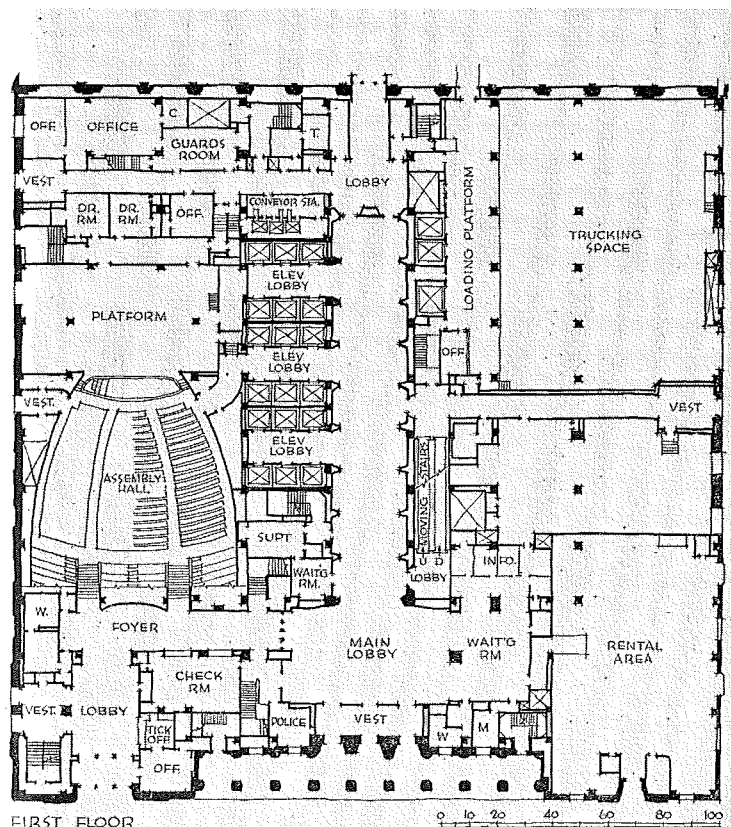 OFF.
OFFICE
C.
GUARDS
ROOM
T.
VEST.
LOBBY
DR.
RM.
DR.
RM.
OFF.
CONVEYOR STA.
LOADING PLATFORM
TRUCKING
SPACE
ELEV
LOBBY
PLATFORM
ELEV
LOBBY
OFF
VEST.
VEST
ELEV
LOBBY
ASSEMBLY
HALL
MOVING STAIRS
SUPT
WAIT'G
RM.
U D
LOBBY
INFO.
W.
FOYER
MAIN
LOBBY
WAIT'G
RM
RENTAL
AREA
CHECK
RM
VEST.
LOBBY
TICK
OFF.
POLICE
VEST
W
M
OFF.
FIRST FLOOR
0 10 20 40 60 80 100